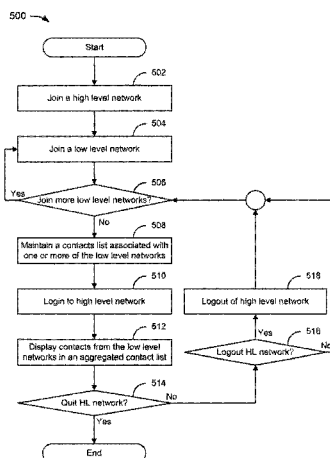 500
Start
502
Join a high level network
504
Join a low level network
506
Yes
Join more low level networks?
No
508
Maintain a contacts list associated with
one or more of the low level networks
510
Login to high level network
512
Display contacts from the low level
networks in an aggregated contact list
514
Quit HL network?
No
Yes
End
518
Logout of high level network
Yes
516
Logout HL network?
No